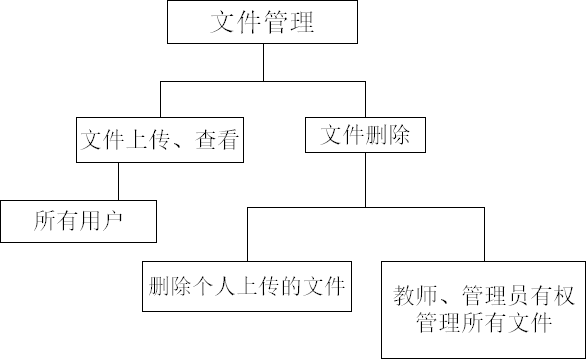 文件管理
文件上传、查看
文件删除
所有用户
删除个人上传的文件
教师、管理员有权
管理所有文件